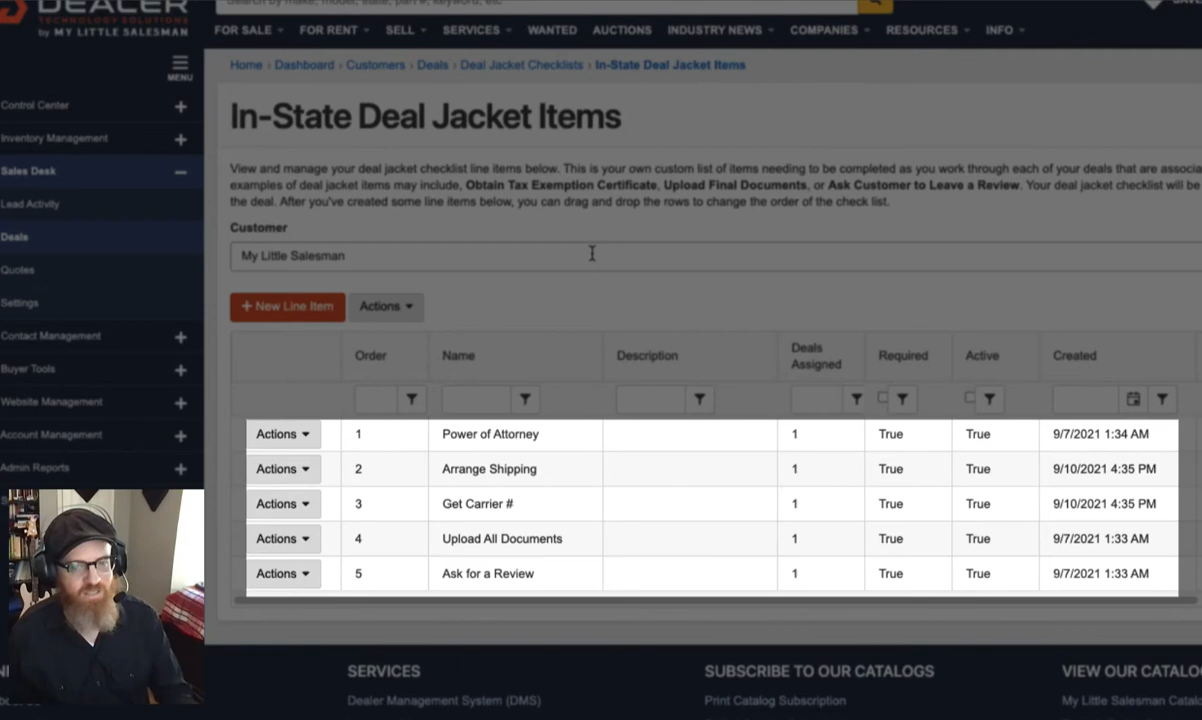 DEALER
TECHNOLOGY SOLUTIONS
by MY LITTLE SALESMAN
Search by make, model, state, part #, keyword, etc
FOR SALE FOR RENT SELL SERVICES WANTED AUCTIONS INDUSTRY NEWS COMPANIES RESOURCES INFO
MENU
Home › Dashboard › Customers › Deals › Deal Jacket Checklists › In-State Deal Jacket Items
Control Center
Inventory Management
Sales Desk
Lead Activity
Deals
Quotes
Settings
Contact Management
Buyer Tools
Website Management
Account Management
Admin Reports
In-State Deal Jacket Items
View and manage your deal jacket checklist line items below. This is your own custom list of items needing to be completed as you work through each of your deals that are associa
examples of deal jacket items may include, Obtain Tax Exemption Certificate, Upload Final Documents, or Ask Customer to Leave a Review. Your deal jacket checklist will be
the deal. After you've created some line items below, you can drag and drop the rows to change the order of the check list.
Customer
My Little Salesman
+ New Line Item Actions
Order Name Description Deals Assigned Required Active Created
Actions 1 Power of Attorney 1 True True 9/7/2021 1:34 AM
Actions 2 Arrange Shipping 1 True True 9/10/2021 4:35 PM
Actions 3 Get Carrier # 1 True True 9/10/2021 4:35 PM
Actions 4 Upload All Documents 1 True True 9/7/2021 1:33 AM
Actions 5 Ask for a Review 1 True True 9/7/2021 1:33 AM
SERVICES
Dealer Management System (DMS)
SUBSCRIBE TO OUR CATALOGS
Print Catalog Subscription
VIEW OUR CATALO
My Little Salesman Catal